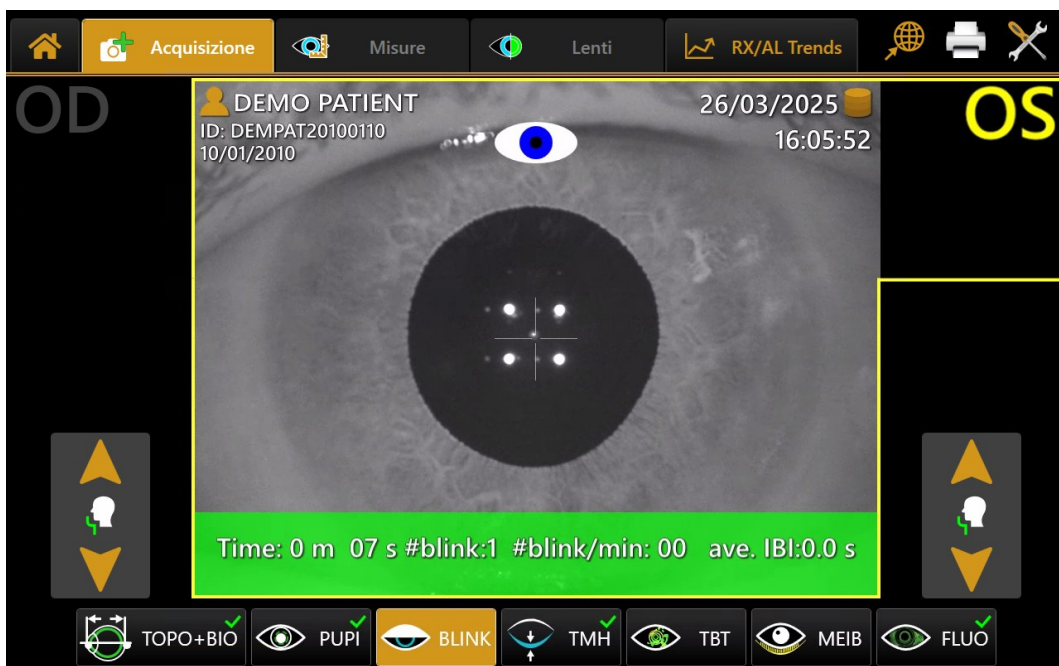 Acquisizione
Misure
Lenti
RX/AL Trends
OD
DEMO PATIENT
ID: DEMPAT20100110
10/01/2010
26/03/2025
16:05:52
OS
Time: 0 m 07 s #blink:1 #blink/min: 00 ave. IBI:0.0 s
TOPO+BIO
PUPI
BLINK
TMH
TBT
MEIB
FLUO